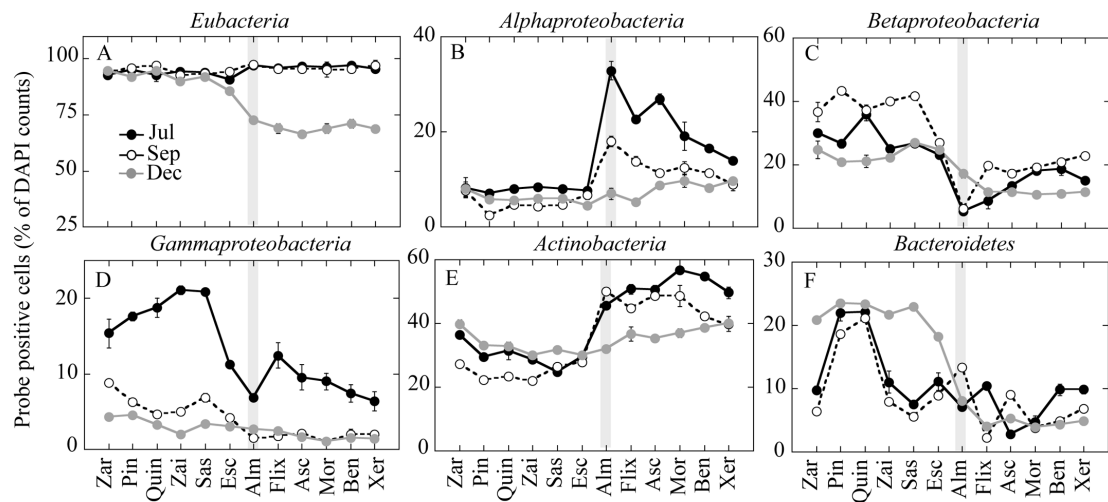 Eubacteria
Alphaproteobacteria
Betaproteobacteria
100
75
50
25
A
Jul
Sep
Dec
40
20
0
B
60
40
20
0
C
Gammaproteobacteria
Actinobacteria
Bacteroidetes
20
10
0
D
60
40
20
0
E
30
20
10
0
F
Probe positive cells (% of DAPI counts)
Zar Pin Quin Zai Sas Esc Alm Flix Asc Mor Ben Xer
Zar Pin Quin Zai Sas Esc Alm Flix Asc Mor Ben Xer
Zar Pin Quin Zai Sas Esc Alm Flix Asc Mor Ben Xer